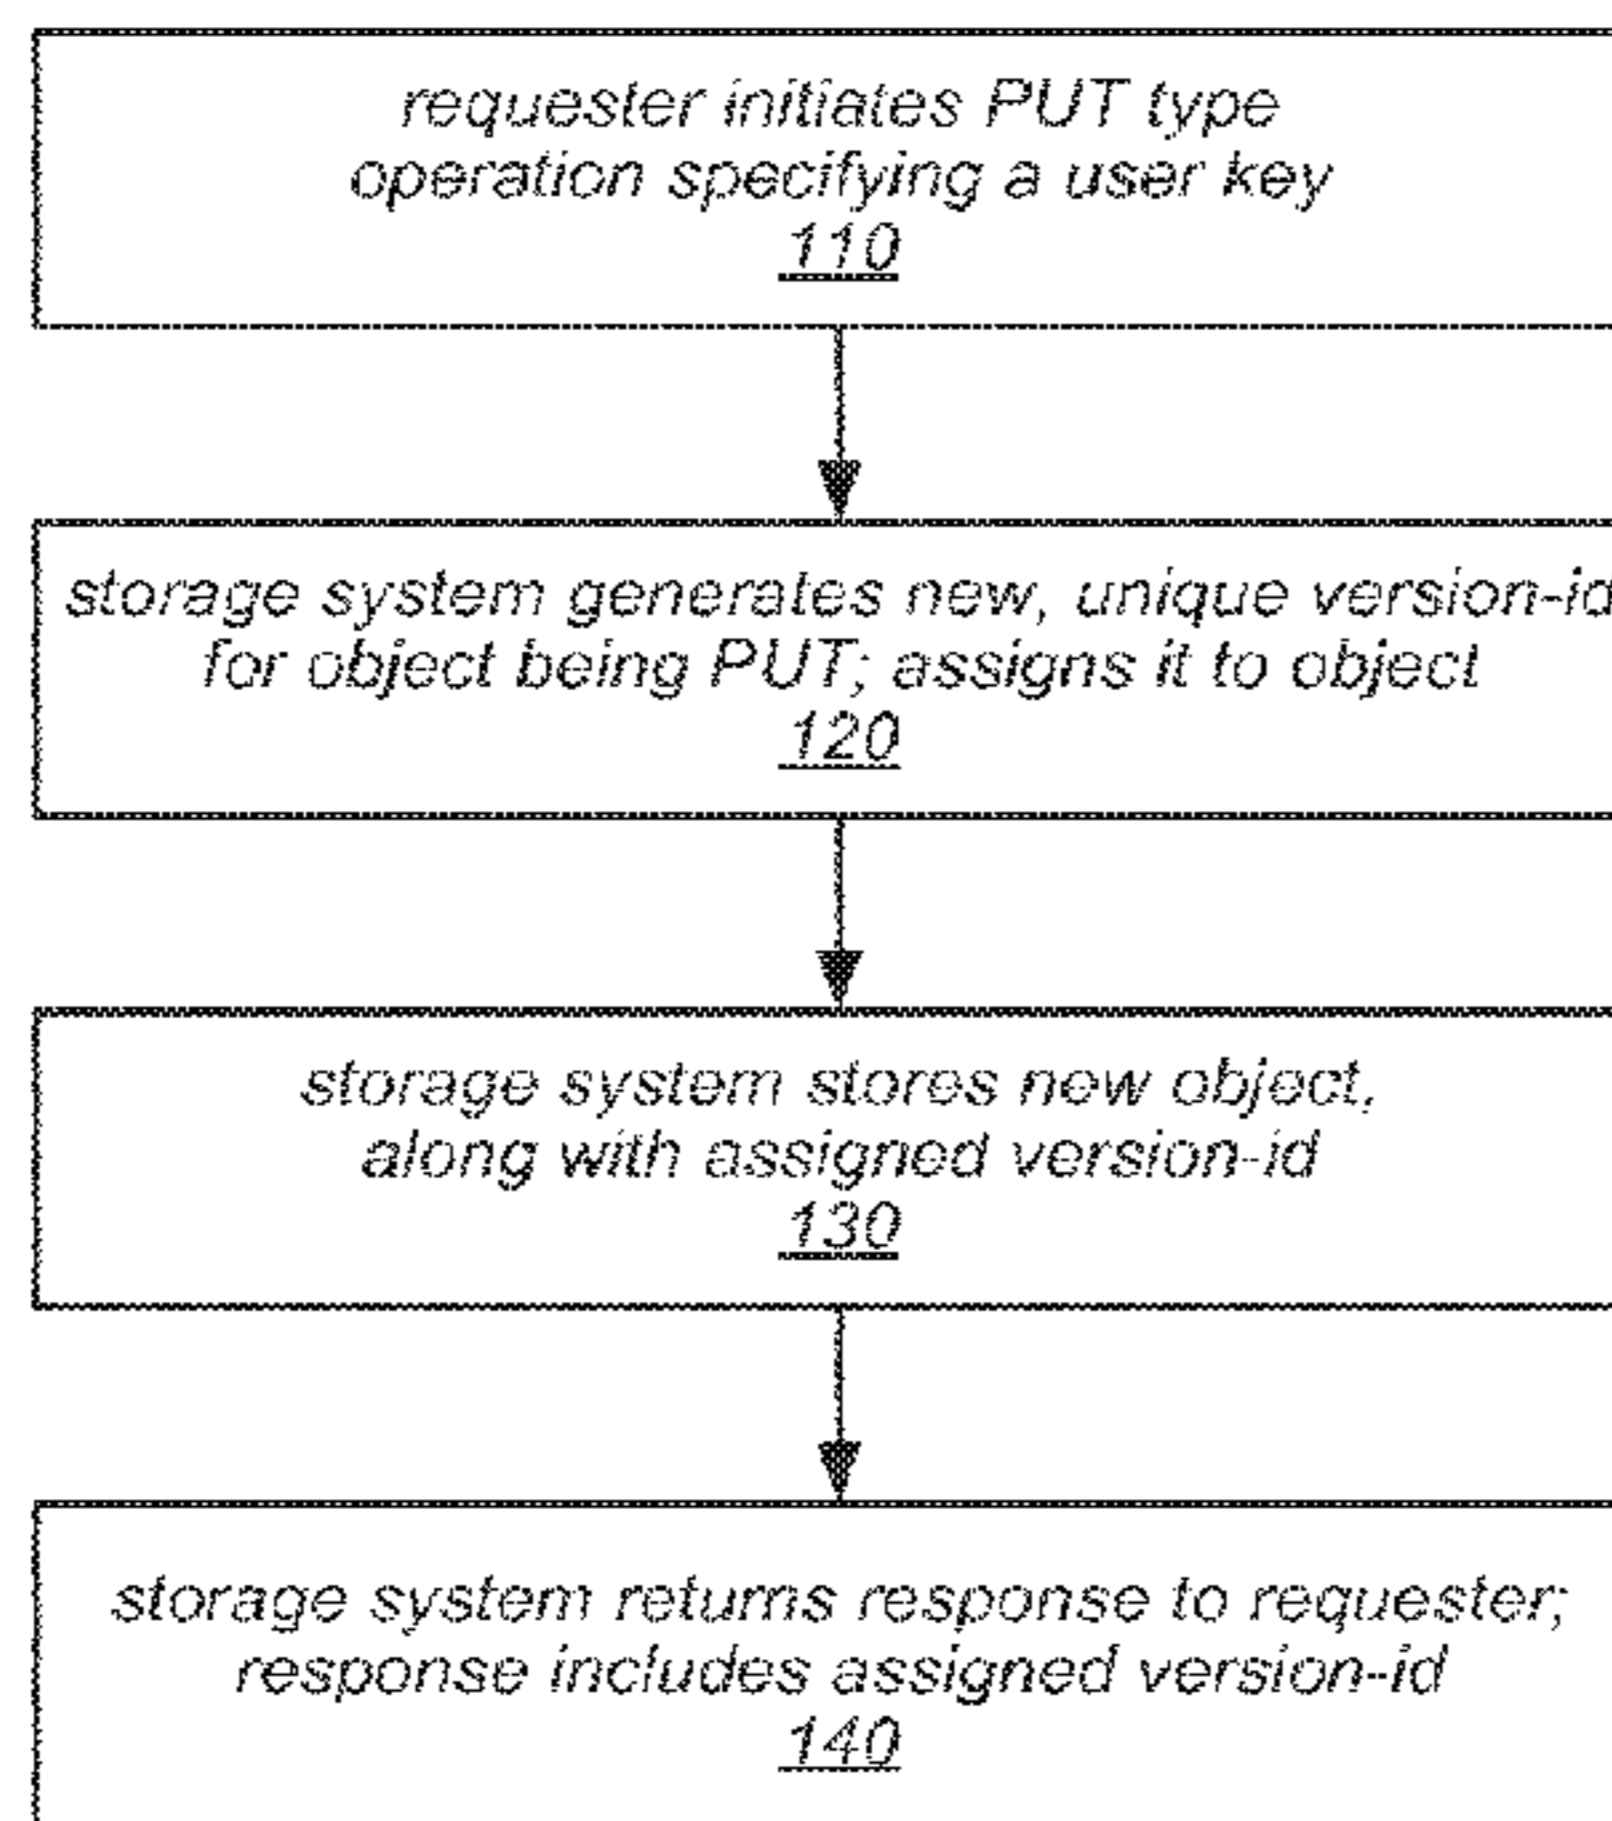 requester initiates PUT type
operation specifying a user key
110
storage system generates new, unique version-id
for object being PUT; assigns it to object
120
storage system stores new object,
along with assigned version-id
130
storage system returns response to requester;
response includes assigned version-id
140